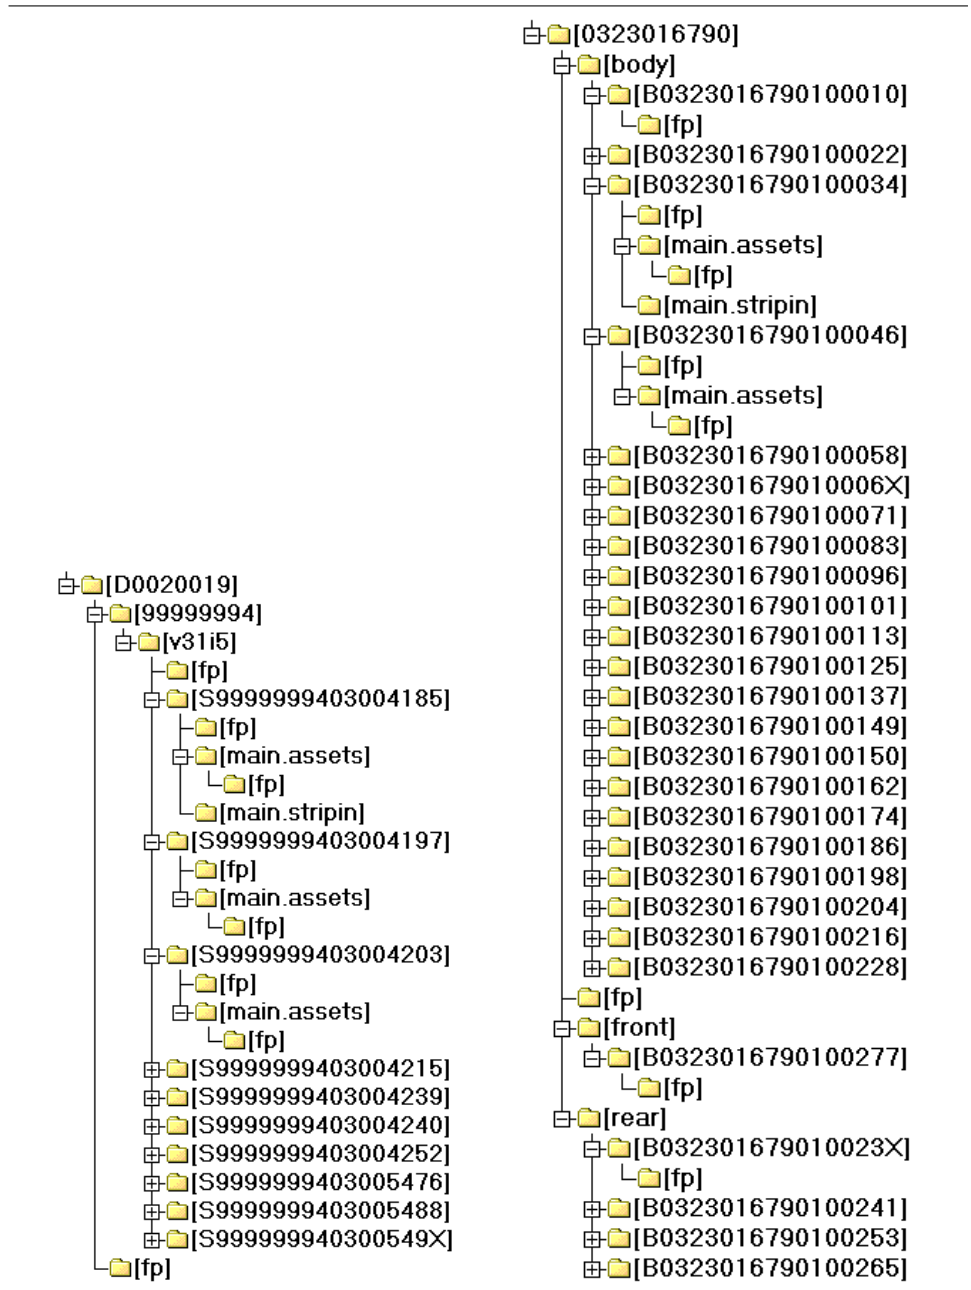 [D0020019]
[99999994]
[v31i5]
[fp]
[S9999999403004185]
[fp]
[main.assets]
[fp]
[main.stripin]
[S9999999403004197]
[fp]
[main.assets]
[fp]
[S9999999403004203]
[fp]
[main.assets]
[fp]
[S9999999403004215]
[S9999999403004239]
[S9999999403004240]
[S9999999403004252]
[S9999999403005476]
[S9999999403005488]
[S999999940300549X]
[fp]
[0323016790]
[body]
[B0323016790100010]
[fp]
[B0323016790100022]
[B0323016790100034]
[fp]
[main.assets]
[fp]
[main.stripin]
[B0323016790100046]
[fp]
[main.assets]
[fp]
[B0323016790100058]
[B032301679010006X]
[B0323016790100071]
[B0323016790100083]
[B0323016790100096]
[B0323016790100101]
[B0323016790100113]
[B0323016790100125]
[B0323016790100137]
[B0323016790100149]
[B0323016790100150]
[B0323016790100162]
[B0323016790100174]
[B0323016790100186]
[B0323016790100198]
[B0323016790100204]
[B0323016790100216]
[B0323016790100228]
[fp]
[front]
[B0323016790100277]
[fp]
[rear]
[B032301679010023X]
[fp]
[B0323016790100241]
[B0323016790100253]
[B0323016790100265]